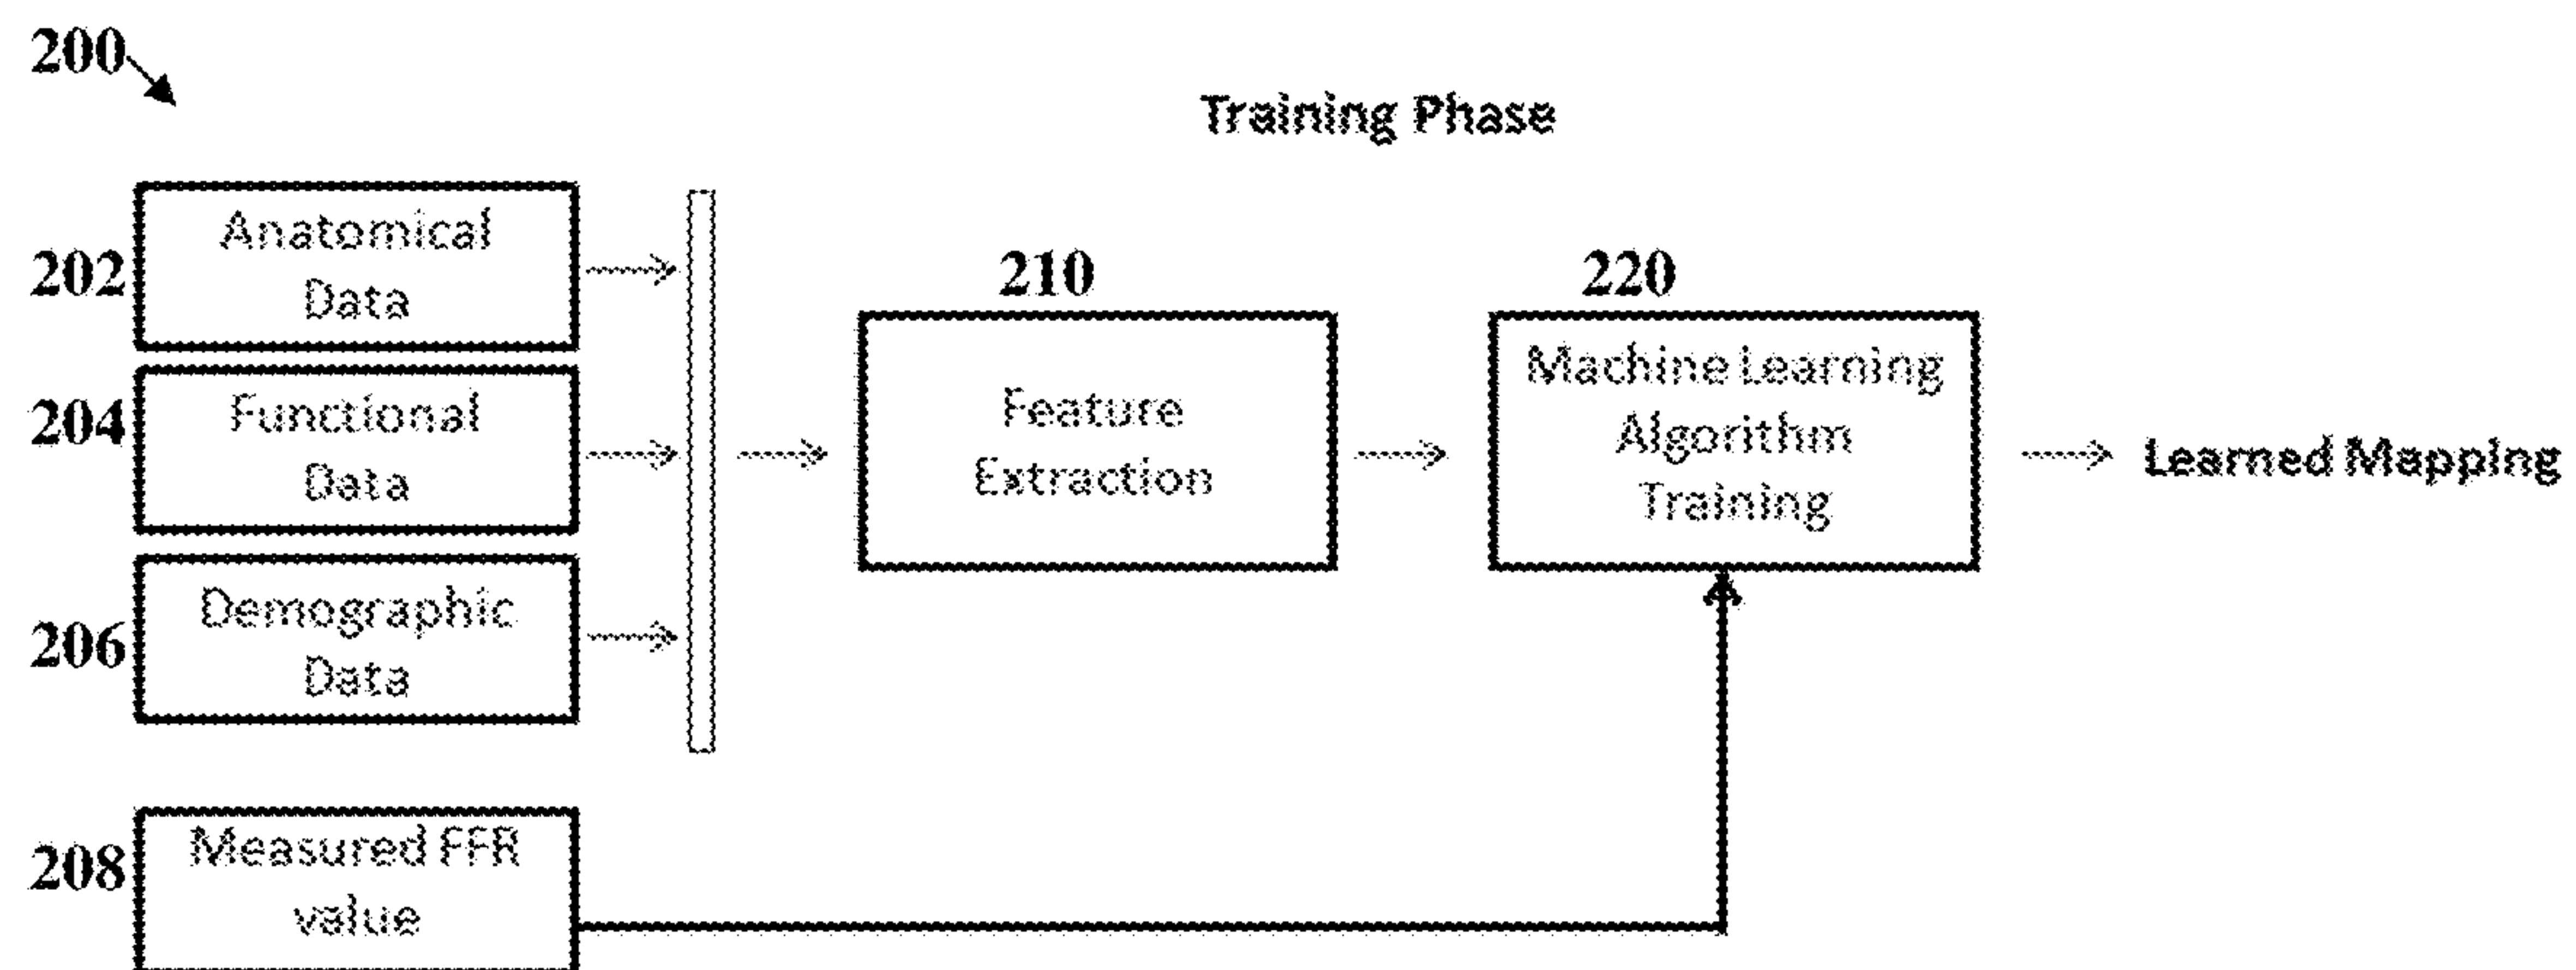 200
Training Phase
202
Anatomical
Data
204
Functional
Data
206
Demographic
Data
210
Feature
Extraction
220
Machine Learning
Algorithm
Training
Learned Mapping
208
Measured FFR
value